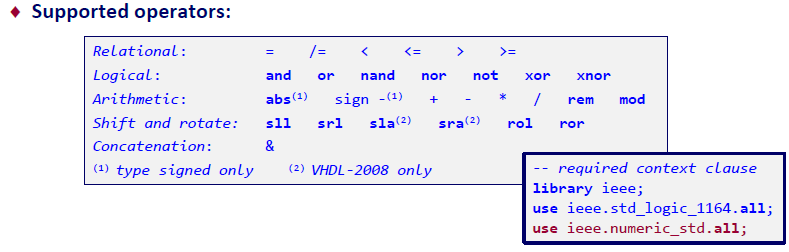 ♦ Supported operators:
Relational: = /= < <= > >=
Logical: and or nand nor not xor xnor
Arithmetic: abs(1) sign -(1) + - * / rem mod
Shift and rotate: sll srl sla(2) sra(2) rol ror
Concatenation: &
(1) type signed only (2) VHDL-2008 only
-- required context clause
library ieee;
use ieee.std_logic_1164.all;
use ieee.numeric_std.all;